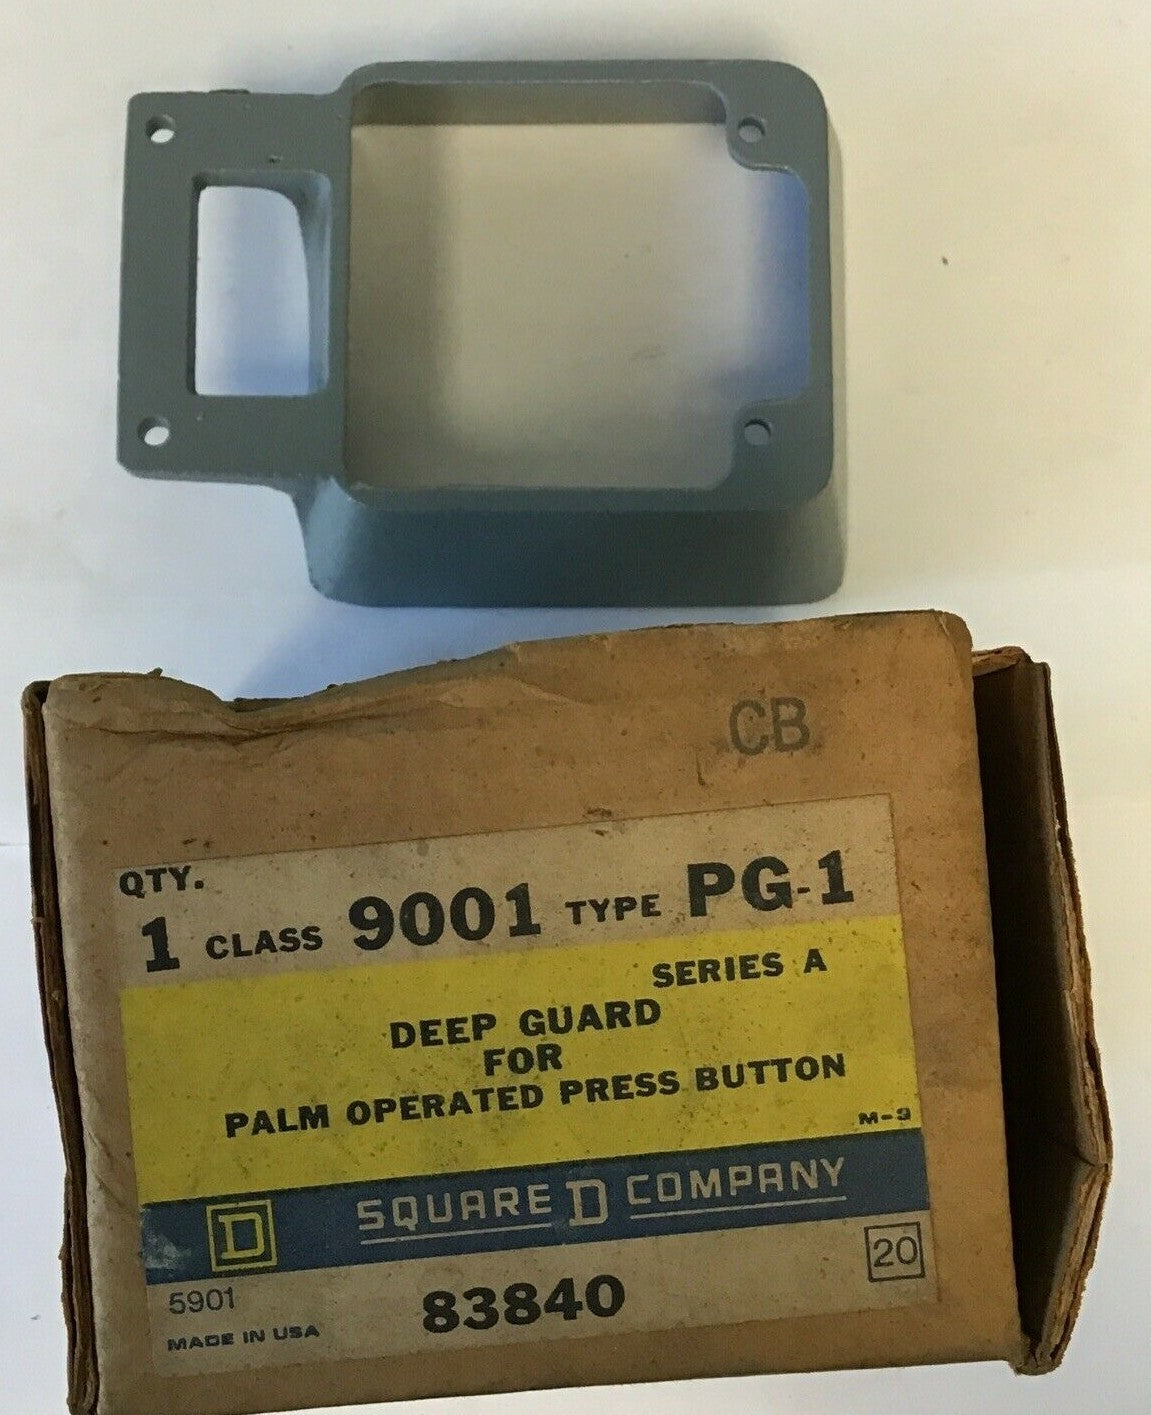 CB
QTY.
1 CLASS 9001 TYPE PG-1
SERIES A
DEEP GUARD
FOR
PALM OPERATED PRESS BUTTON
M-9
D SQUARE D COMPANY
5901 83840 20
MADE IN USA